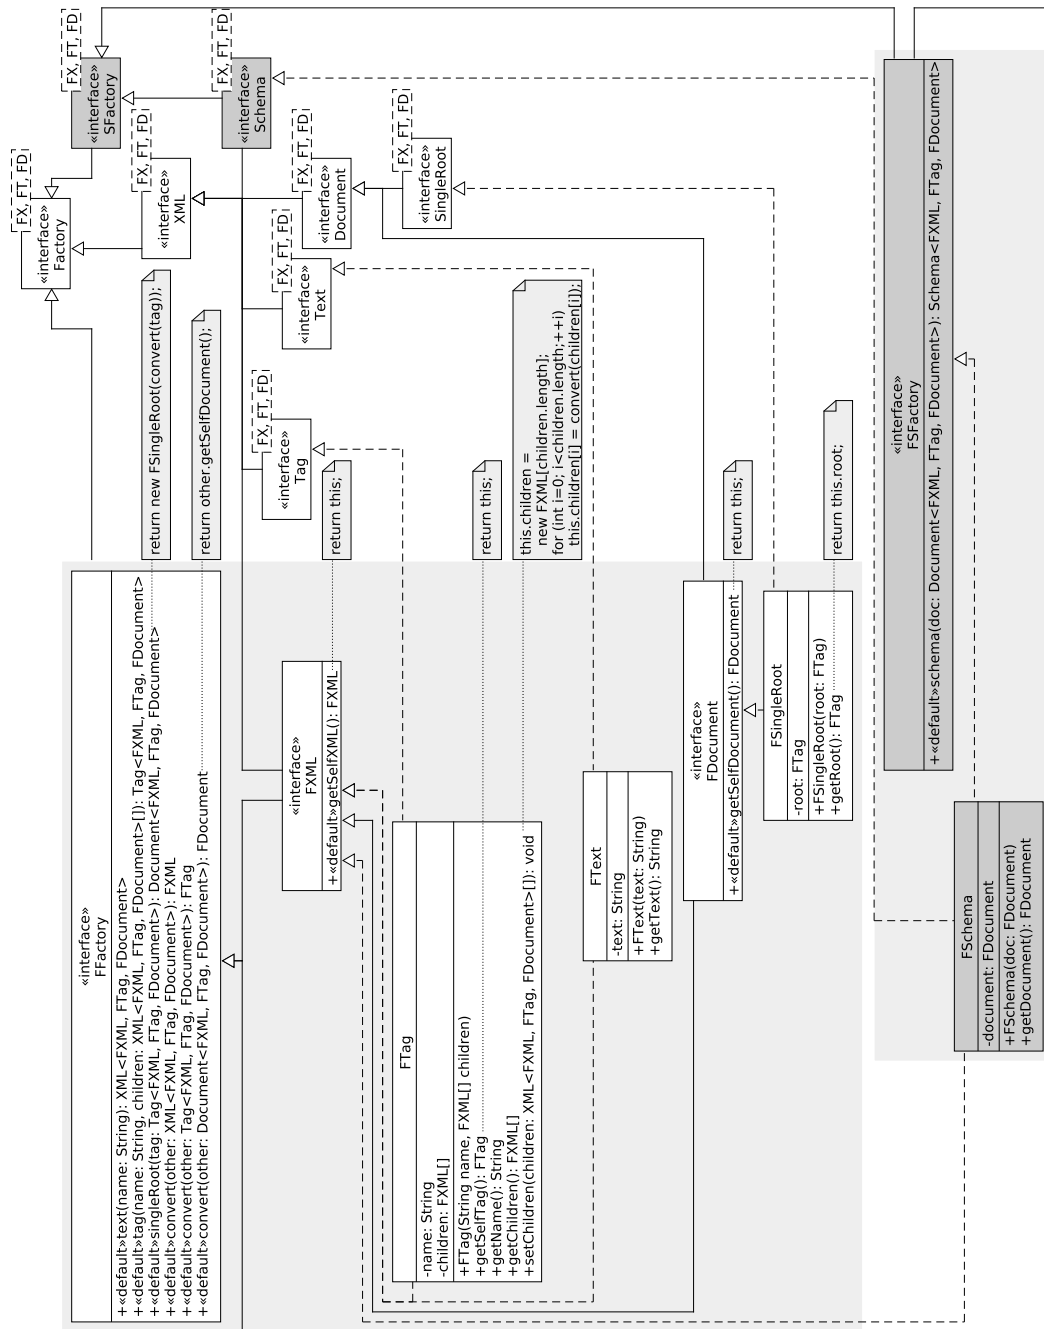 FX, FT, FD
«interface»
SFactory
FX, FT, FD
«interface»
Schema
FX, FT, FD
«interface»
Factory
FX, FT, FD
«interface»
XML
FX, FT, FD
«interface»
Document
FX, FT, FD
«interface»
SingleRoot
FX, FT, FD
«interface»
Text
FX, FT, FD
«interface»
Tag
return new FSingleRoot(convert(tag));
return other.getSelfDocument();
return this;
return this;
this.children =
new FXML[children.length];
for (int i=0; i<children.length;++i)
this.children[i] = convert(children[i]);
return this;
return this.root;
«interface»
FFactory
+«default»text(name: String): XML<FXML, FTag, FDocument>
+«default»tag(name: String, children: XML<FXML, FTag, FDocument>[]): Tag<FXML, FTag, FDocument>
+«default»singleRoot(tag: Tag<FXML, FTag, FDocument>): Document<FXML, FTag, FDocument>
+«default»convert(other: XML<FXML, FTag, FDocument>): FXML
+«default»convert(other: Tag<FXML, FTag, FDocument>): FTag
+«default»convert(other: Document<FXML, FTag, FDocument>): FDocument
«interface»
FXML
+«default»getSelfXML(): FXML
FTag
-name: String
-children: FXML[]
+FTag(String name, FXML[] children)
+getSelfTag(): FTag
+getName(): String
+getChildren(): FXML[]
+setChildren(children: XML<FXML, FTag, FDocument>[]): void
FText
-text: String
+FText(text: String)
+getText(): String
«interface»
FDocument
+«default»getSelfDocument(): FDocument
FSingleRoot
-root: FTag
+FSingleRoot(root: FTag)
+getRoot(): FTag
«interface»
FSFactory
+«default»schema(doc: Document<FXML, FTag, FDocument>): Schema<FXML, FTag, FDocument>
FSchema
-document: FDocument
+FSchema(doc: FDocument)
+getDocument(): FDocument